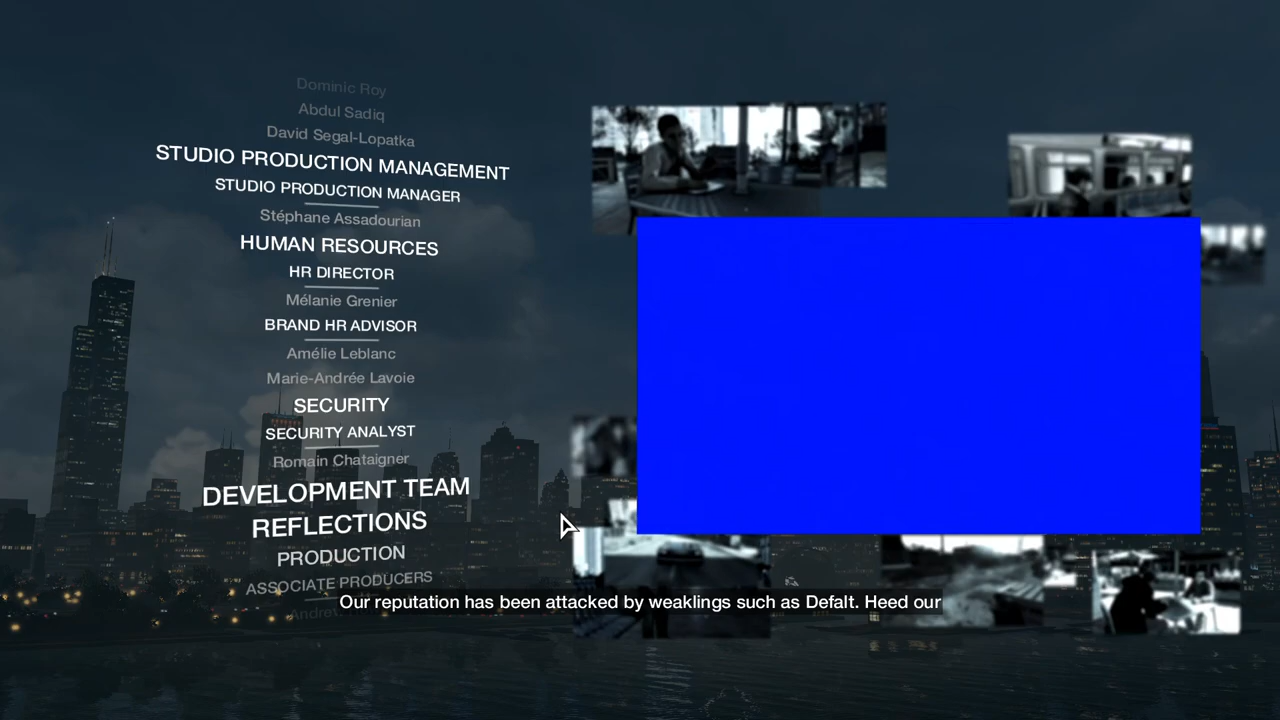 Dominic Roy
Abdul Sadiq
David Segal-Lopatka
STUDIO PRODUCTION MANAGEMENT
STUDIO PRODUCTION MANAGER
Stéphane Assadourian
HUMAN RESOURCES
HR DIRECTOR
Mélanie Grenier
BRAND HR ADVISOR
Amélie Leblanc
Marie-Andrée Lavoie
SECURITY
SECURITY ANALYST
Romain Chataigner
DEVELOPMENT TEAM
REFLECTIONS
PRODUCTION
ASSOCIATE PRODUCERS
Our reputation has been attacked by weaklings such as Defalt. Heed our